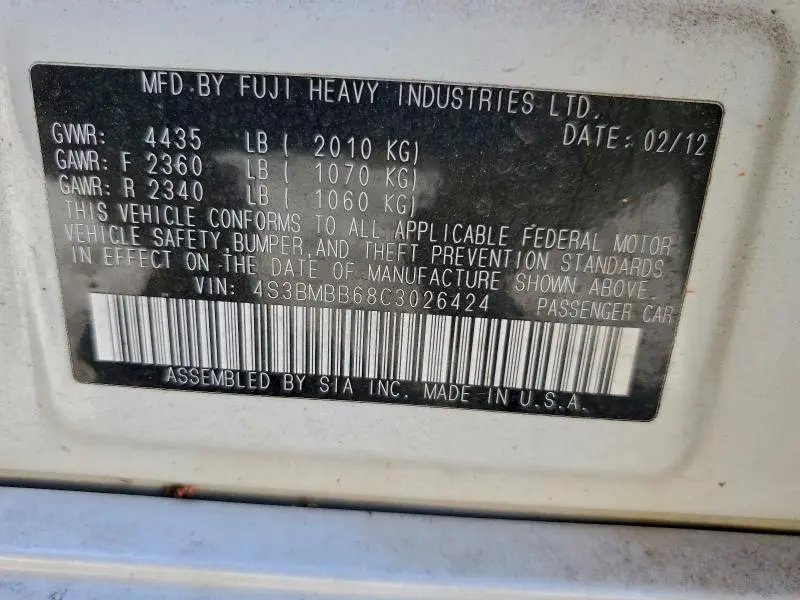 MFD.BY FUJI HEAVY INDUSTRIES LTD.
GVWR: 4435 LB ( 2010 KG) DATE: 02/12
GAWR: F 2360 LB ( 1070 KG)
GAWR: R 2340 LB ( 1060 KG)
THIS VEHICLE CONFORMS TO ALL APPLICABLE FEDERAL MOTOR
VEHICLE SAFETY, BUMPER, AND THEFT PREVENTION STANDARDS
IN EFFECT ON THE DATE OF MANUFACTURE SHOWN ABOVE.
VIN: 4S3BMBB68C3026424 PASSENGER CAR
ASSEMBLED BY SIA INC. MADE IN U.S.A.